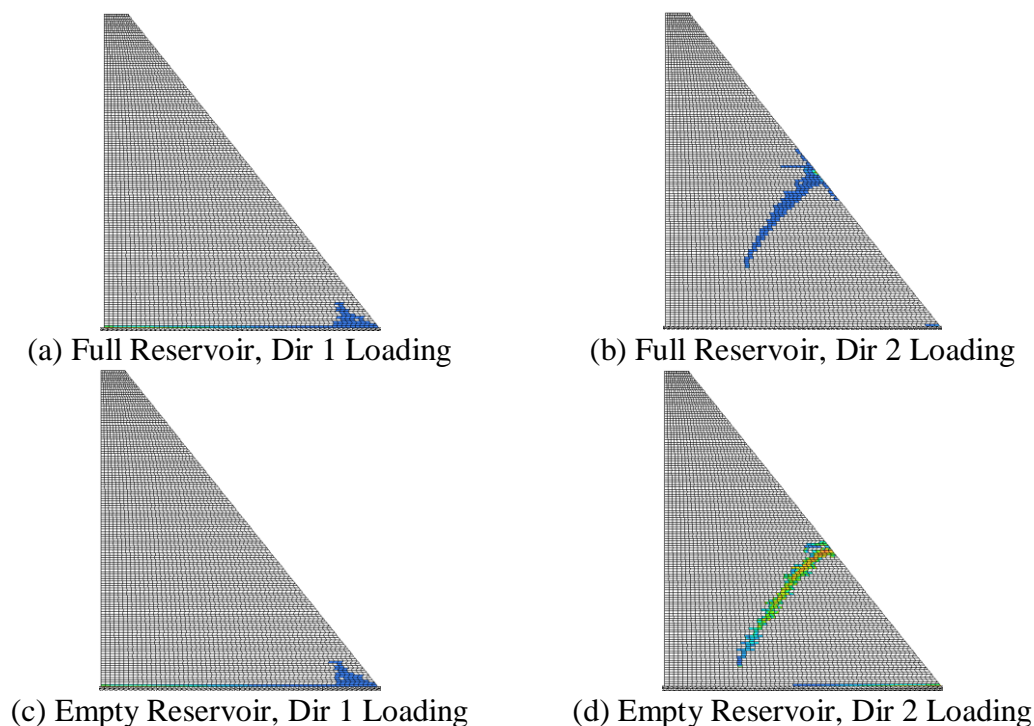 (a) Full Reservoir, Dir 1 Loading
(b) Full Reservoir, Dir 2 Loading
(c) Empty Reservoir, Dir 1 Loading
(d) Empty Reservoir, Dir 2 Loading